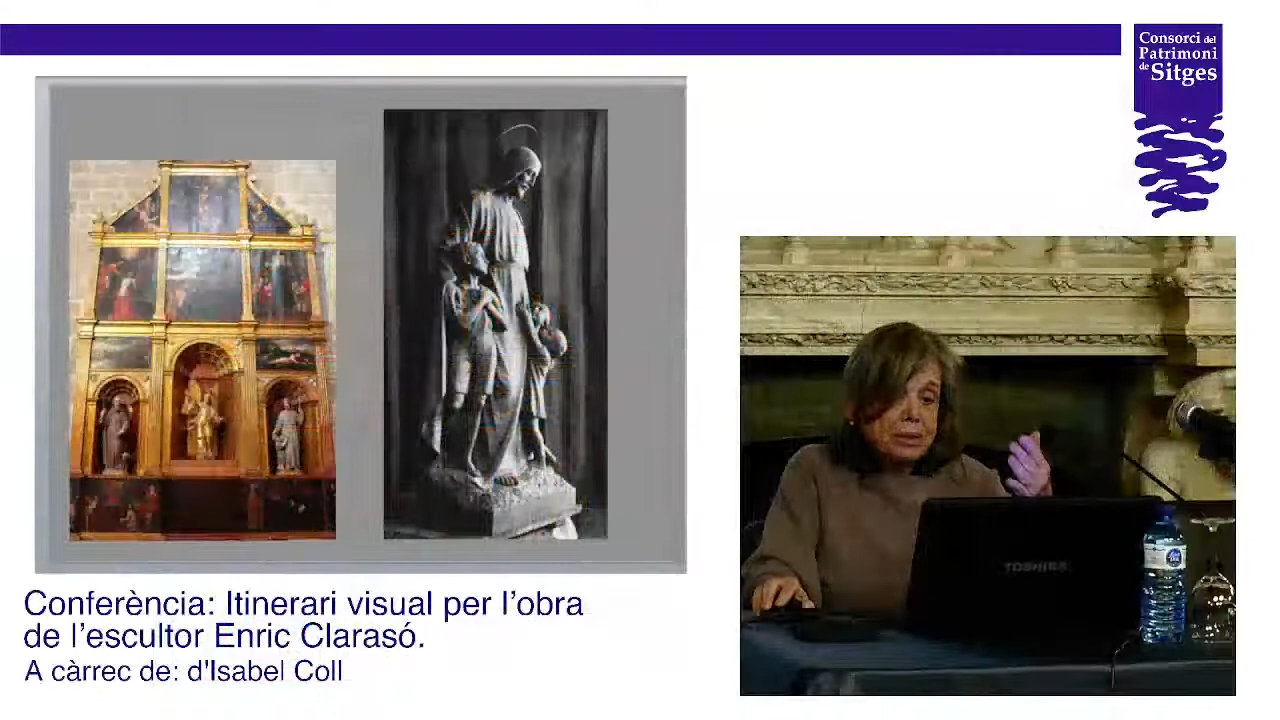 Consorci del
Patrimoni
de Sitges
TOSHIBA
Conferència: Itinerari visual per l'obra
de l'escultor Enric Clarasó.
A càrrec de: d'Isabel Coll